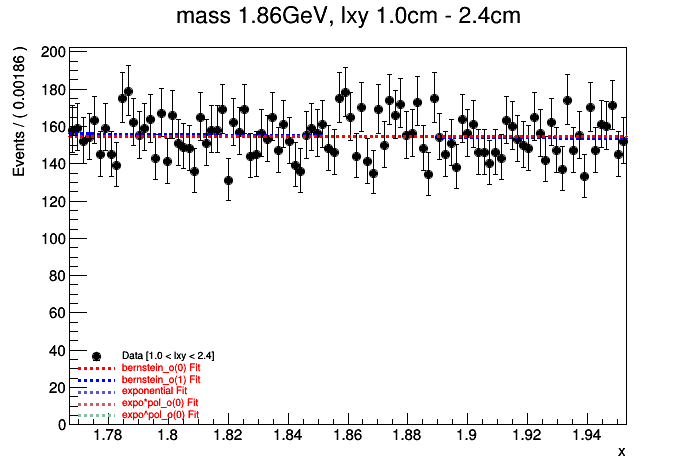 mass 1.86GeV, lxy 1.0cm - 2.4cm
Events / ( 0.00186 )
200
180
160
140
120
100
80
60
40
20
0
Data [1.0 < lxy < 2.4]
bernstein_o(0) Fit
bernstein_o(1) Fit
exponential Fit
expo*pol_o(0) Fit
expo^pol_o(0) Fit
1.78 1.8 1.82 1.84 1.86 1.88 1.9 1.92 1.94
x